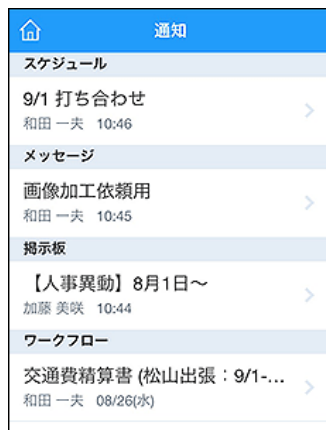 通知
スケジュール
9/1 打ち合わせ
和田 一夫 10:46
メッセージ
画像加工依頼用
和田 一夫 10:45
掲示板
【人事異動】8月1日〜
加藤 美咲 10:44
ワークフロー
交通費精算書 (松山出張：9/1-...
和田 一夫 08/26(水)